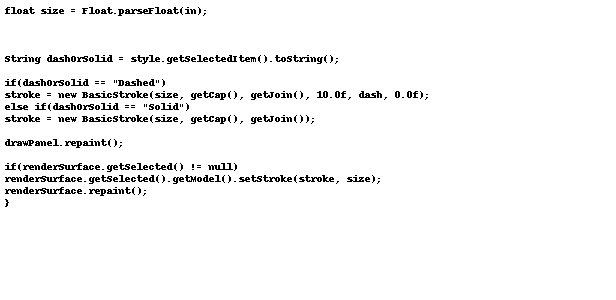 float size = Float.parseFloat(in);
String dashOrSolid = style.getSelectedItem().toString();
if(dashOrSolid == "Dashed")
stroke = new BasicStroke(size, getCap(), getJoin(), 10.0f, dash, 0.0f);
else if(dashOrSolid == "Solid")
stroke = new BasicStroke(size, getCap(), getJoin());
drawPanel.repaint();
if(renderSurface.getSelected() != null)
renderSurface.getSelected().getModel().setStroke(stroke, size);
renderSurface.repaint();
}